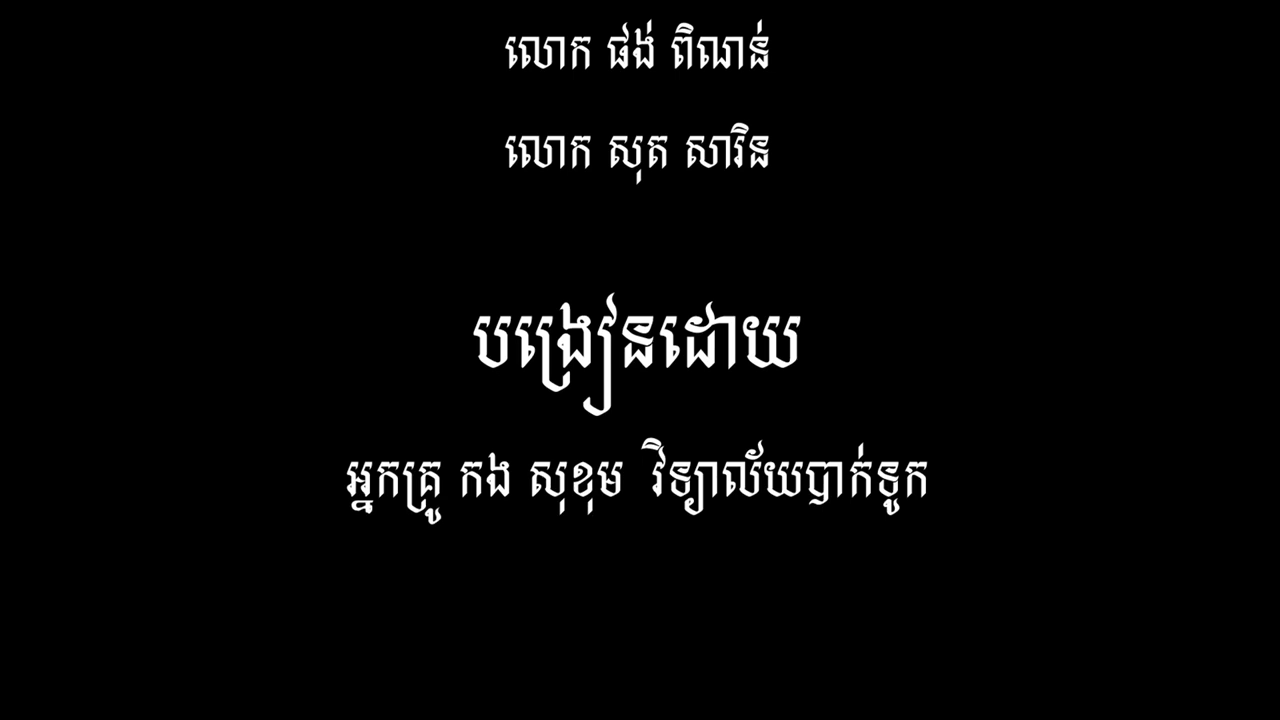 លោក ផង់ ពិណន់
លោក សុត សារិន
បង្រៀនដោយ
អ្នកគ្រូ កង សុខុម វិទ្យាល័យបាក់ទូក